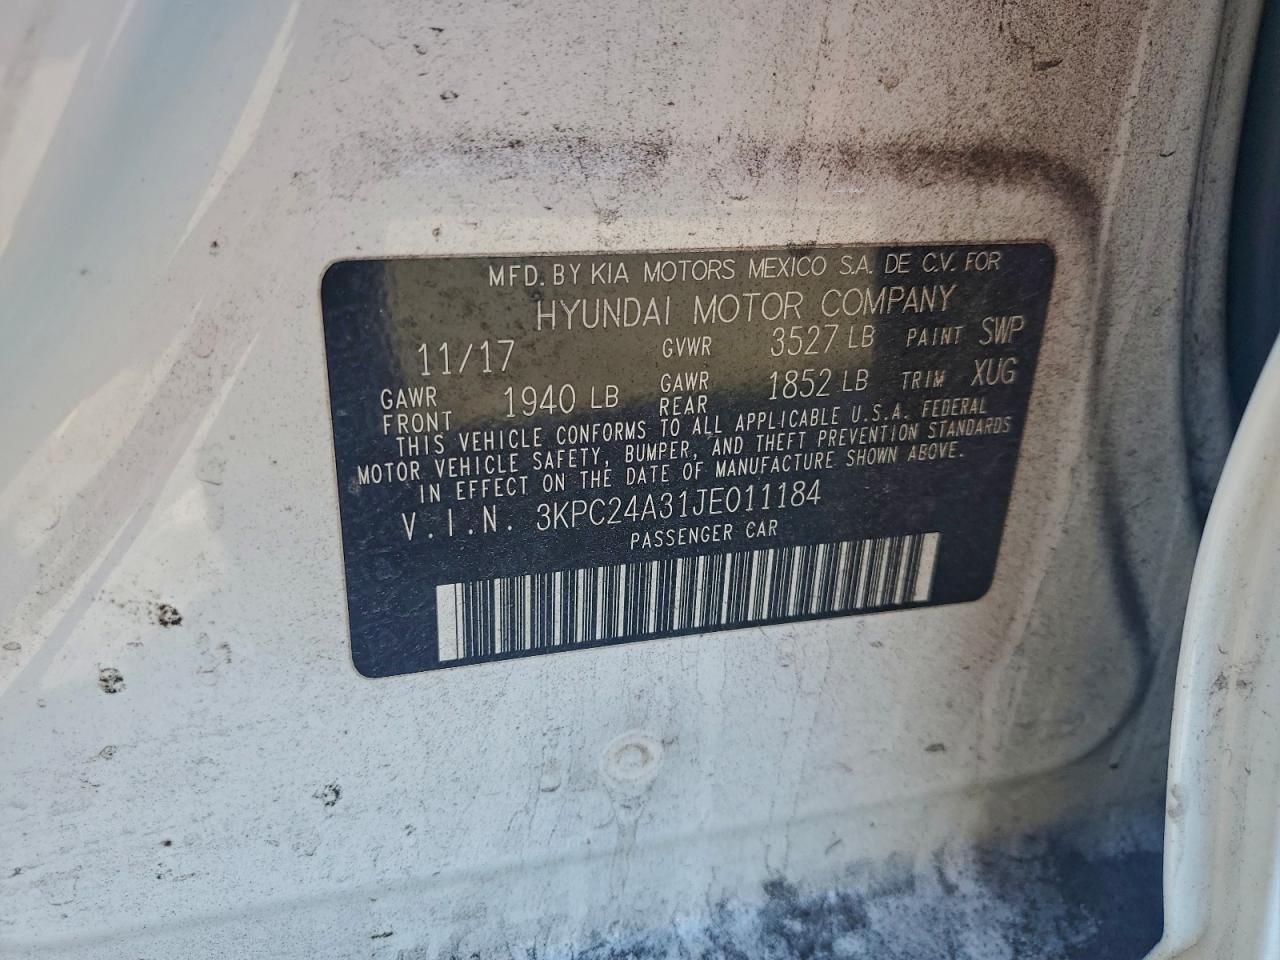 MFD. BY KIA MOTORS MEXICO S.A. DE C.V. FOR
HYUNDAI MOTOR COMPANY
11/17 GVWR 3527 LB PAINT SWP
GAWR FRONT 1940 LB GAWR REAR 1852 LB TRIM XUG
THIS VEHICLE CONFORMS TO ALL APPLICABLE U.S.A. FEDERAL
MOTOR VEHICLE SAFETY, BUMPER, AND THEFT PREVENTION STANDARDS
IN EFFECT ON THE DATE OF MANUFACTURE SHOWN ABOVE.
V.I.N. 3KPC24A31JE011184
PASSENGER CAR